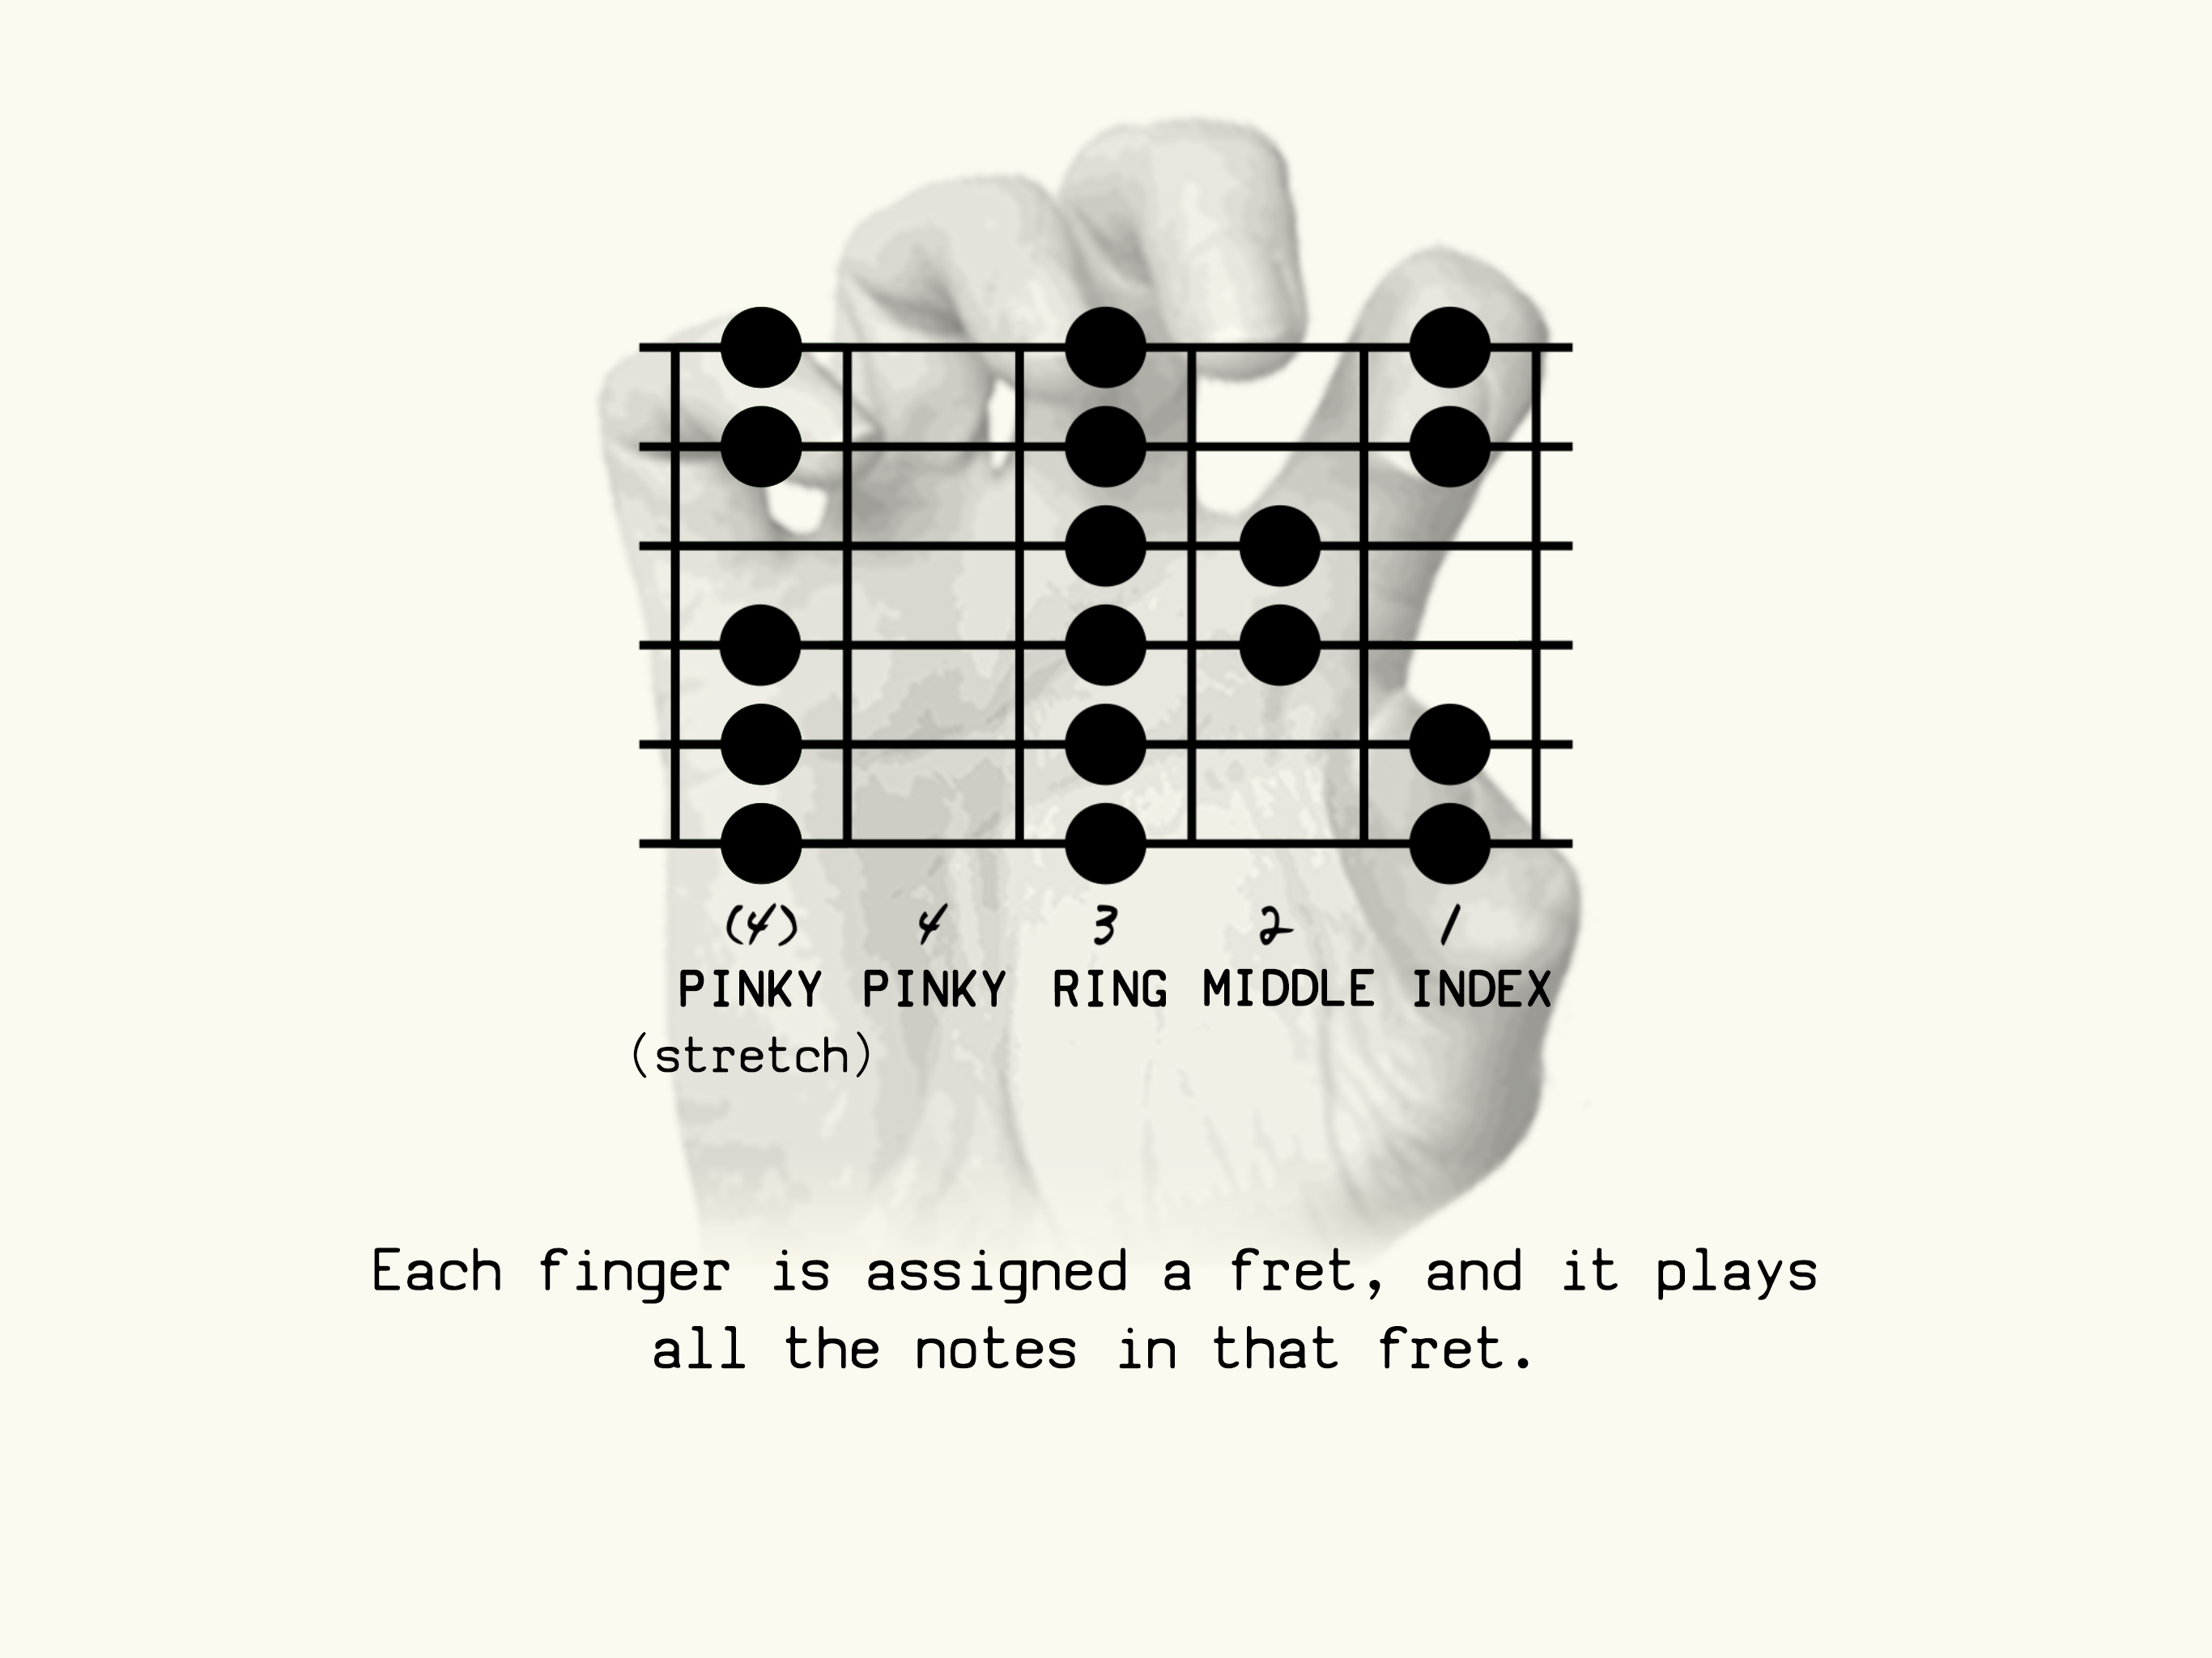 (4) 4 3 2 1
PINKY PINKY RING MIDDLE INDEX
(stretch)
Each finger is assigned a fret, and it plays
all the notes in that fret.